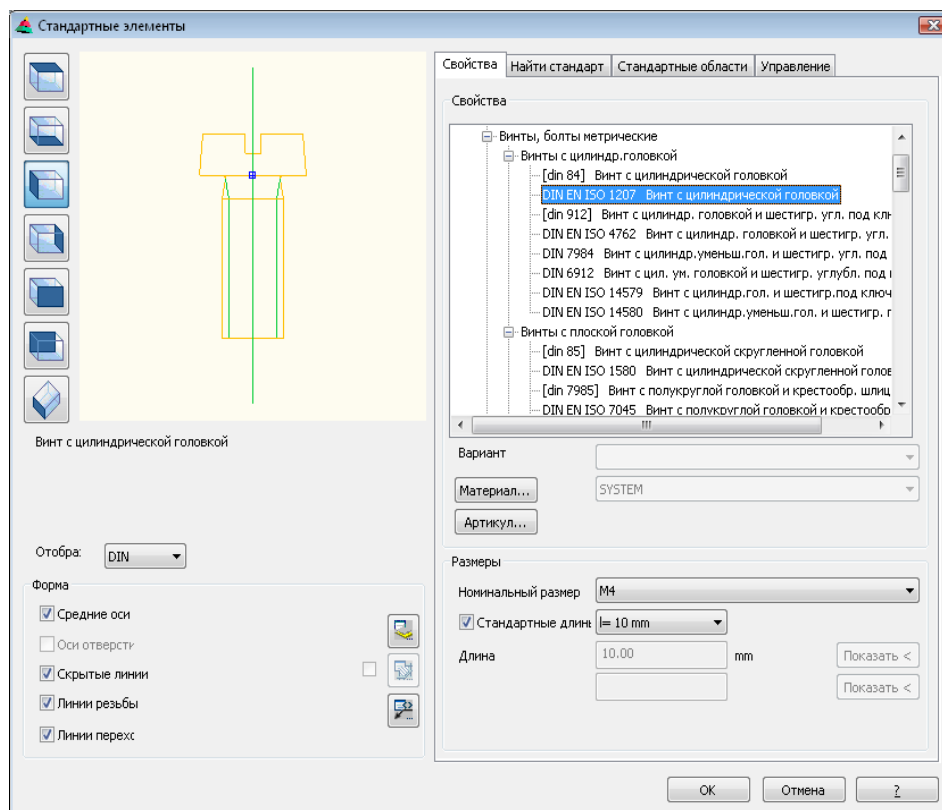 Стандартные элементы
Свойства
Найти стандарт
Стандартные области
Управление
Свойства
Винты, болты метрические
Винты с цилиндр.головкой
[din 84] Винт с цилиндрической головкой
DIN EN ISO 1207 Винт с цилиндрической головкой
[din 912] Винт с цилиндр. головкой и шестигр. угл. под клю
DIN EN ISO 4762 Винт с цилиндр. головкой и шестигр. угл.
DIN 7984 Винт с цилиндр.уменьш.гол. и шестигр. угл. под
DIN 6912 Винт с цил. ум. головкой и шестигр. углубл. под
DIN EN ISO 14579 Винт с цилиндр.гол. и шестигр.под ключ
DIN EN ISO 14580 Винт с цилиндр.уменьш.гол. и шестигр.
Винты с плоской головкой
[din 85] Винт с цилиндрической скругленной головкой
DIN EN ISO 1580 Винт с цилиндрической скругленной голов
[din 7985] Винт с полукруглой головкой и крестообр. шлиц
DIN EN ISO 7045 Винт с полукруглой головкой и крестообр
Винт с цилиндрической головкой
Вариант
Материал...
SYSTEM
Артикул...
Отобра:
DIN
Форма
Средние оси
Оси отверсти
Скрытые линии
Линии резьбы
Линии перехс
Размеры
Номинальный размер
M4
Стандартные длины
l= 10 mm
Длина
10.00
mm
Показать <
Показать <
OK
Отмена
?